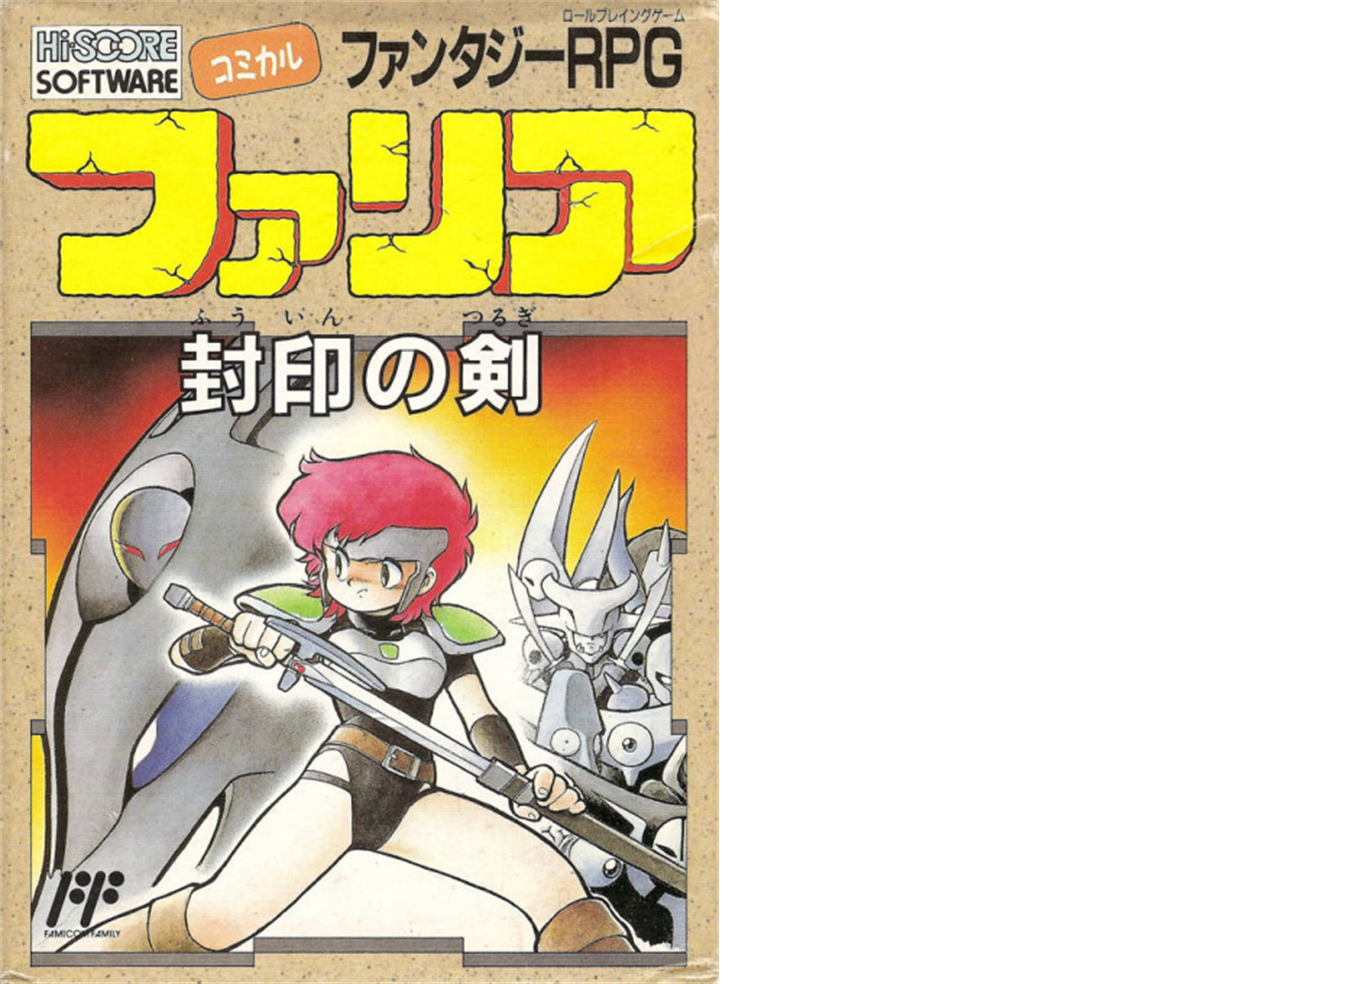 ロールプレイングゲーム
Hi-SCORE
SOFTWARE
コミカル
ファンタジーRPG
ファリア
ふういん つるぎ
封印の剣
FF
FAMICOM FAMILY